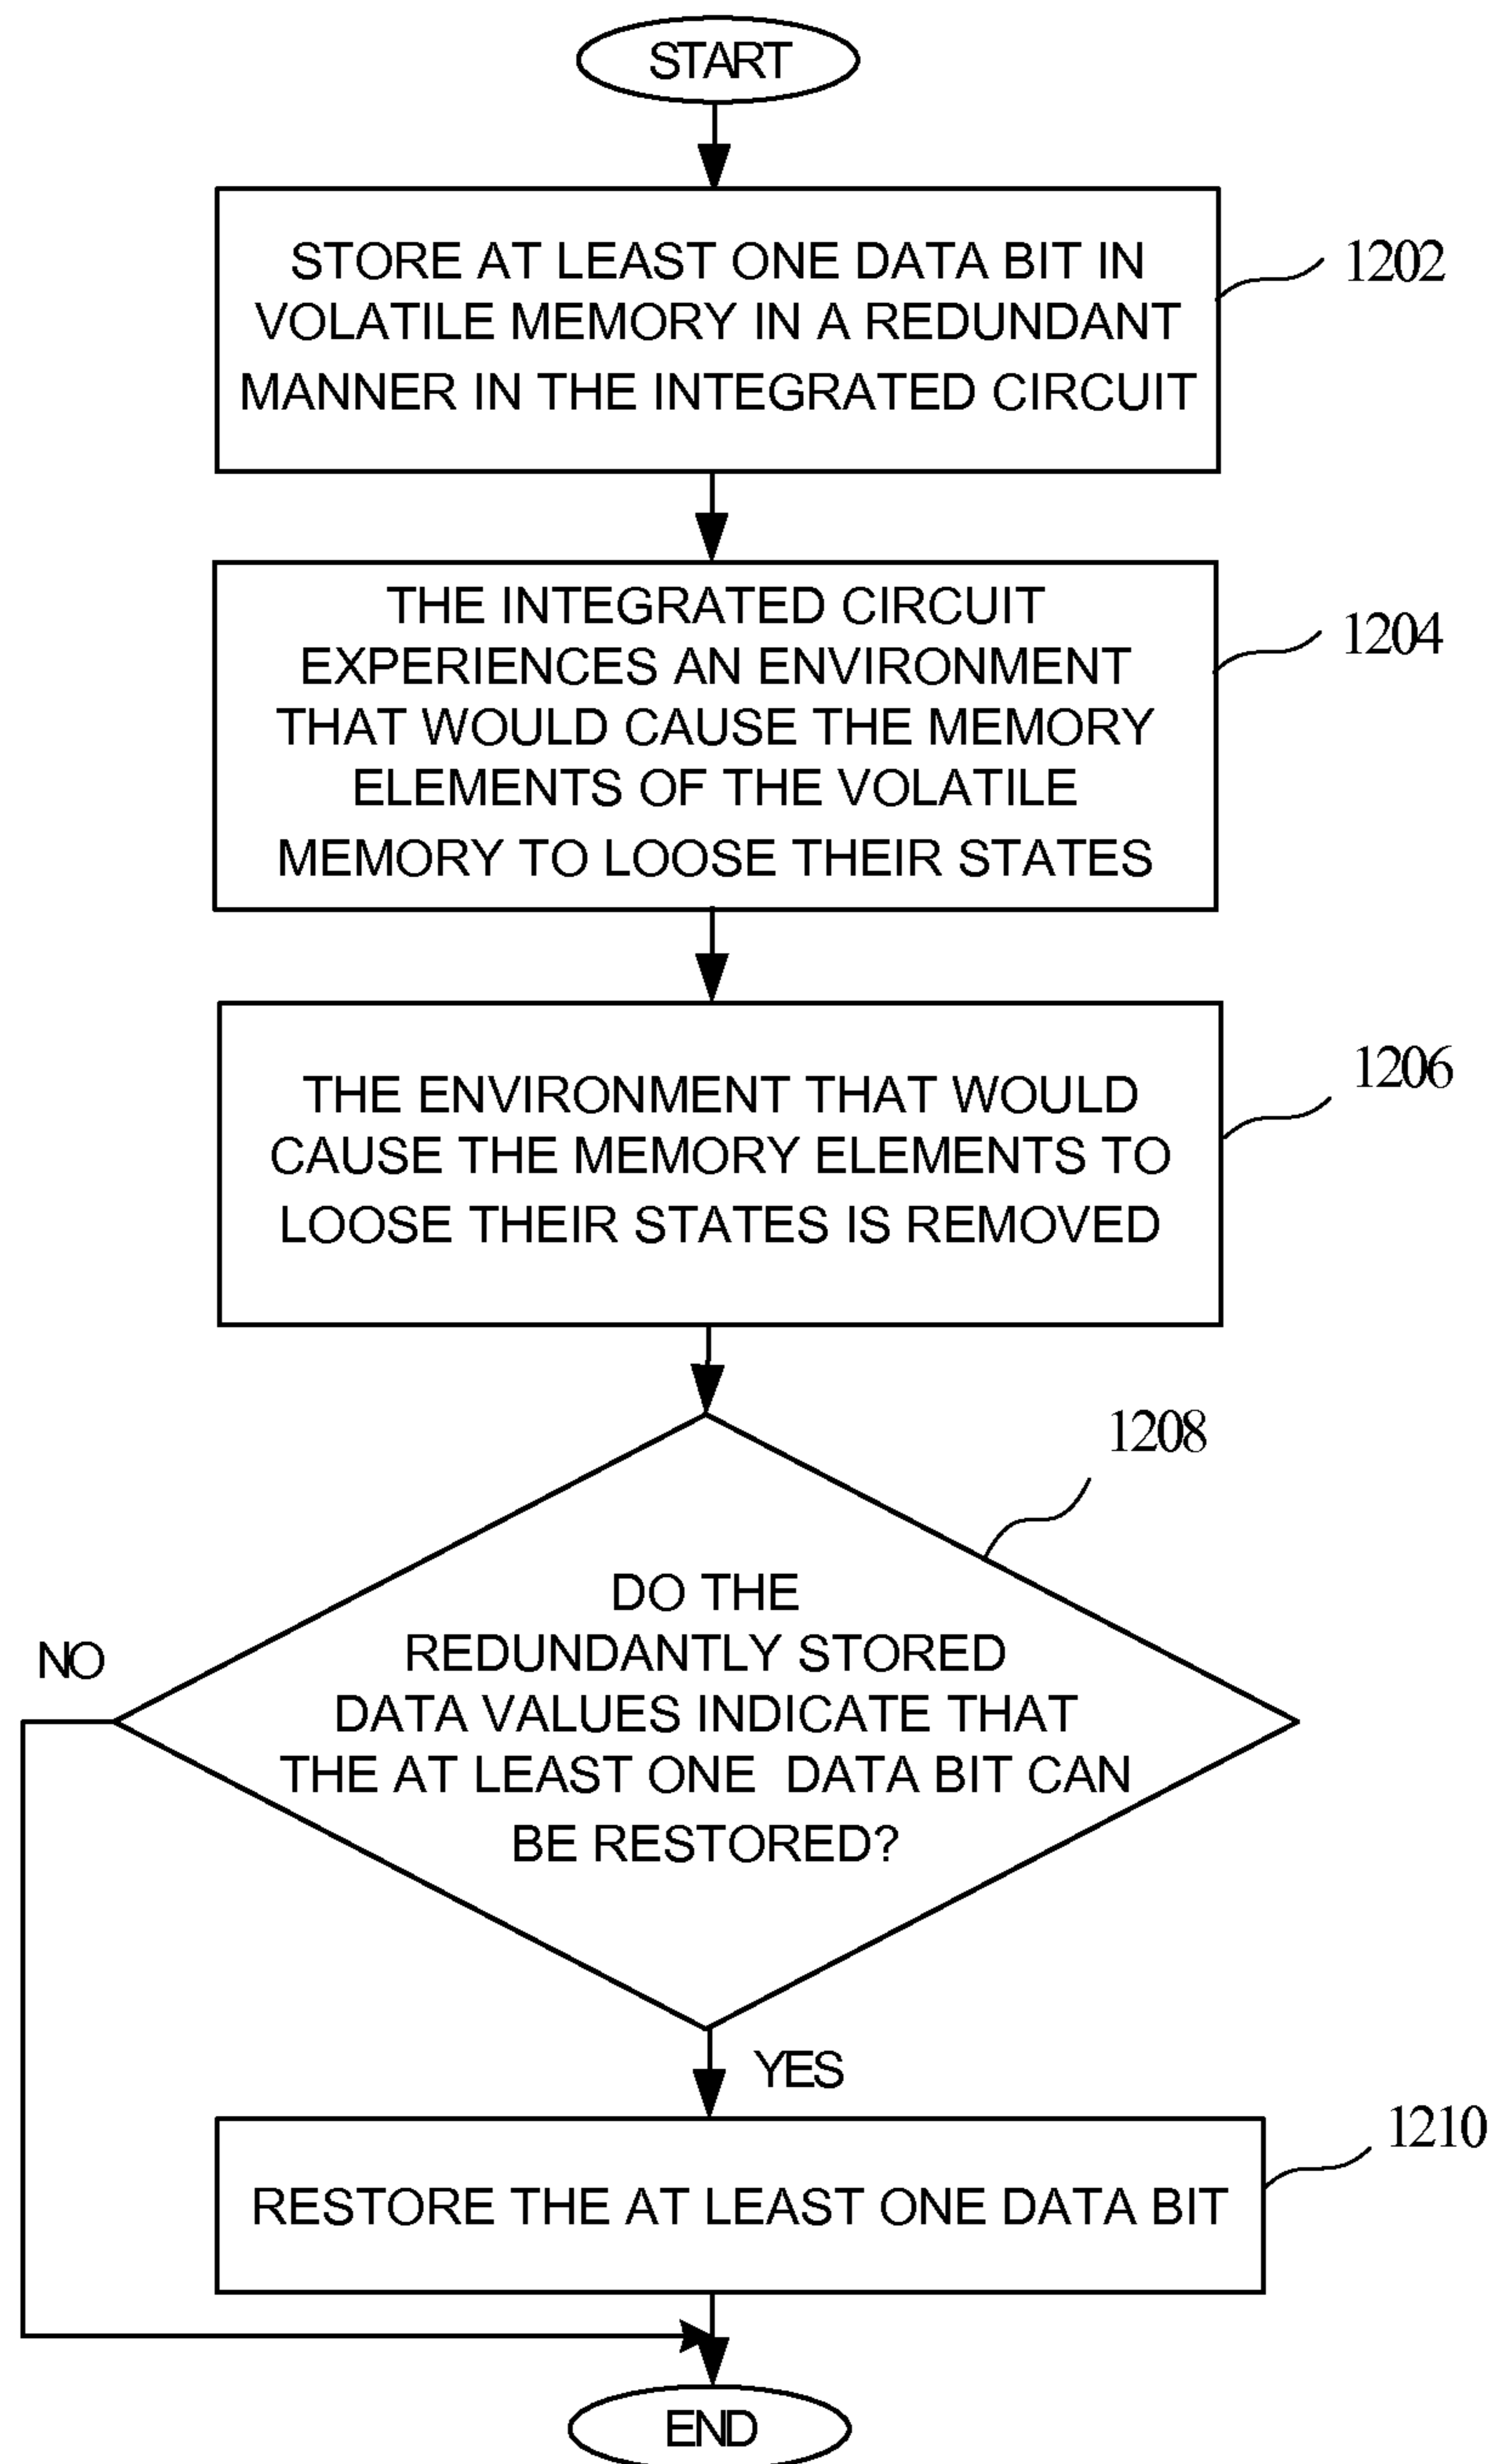 START
STORE AT LEAST ONE DATA BIT IN
VOLATILE MEMORY IN A REDUNDANT
MANNER IN THE INTEGRATED CIRCUIT
1202
THE INTEGRATED CIRCUIT
EXPERIENCES AN ENVIRONMENT
THAT WOULD CAUSE THE MEMORY
ELEMENTS OF THE VOLATILE
MEMORY TO LOOSE THEIR STATES
1204
THE ENVIRONMENT THAT WOULD
CAUSE THE MEMORY ELEMENTS TO
LOOSE THEIR STATES IS REMOVED
1206
1208
DO THE
REDUNDANTLY STORED
DATA VALUES INDICATE THAT
THE AT LEAST ONE DATA BIT CAN
BE RESTORED?
NO
YES
RESTORE THE AT LEAST ONE DATA BIT
1210
END